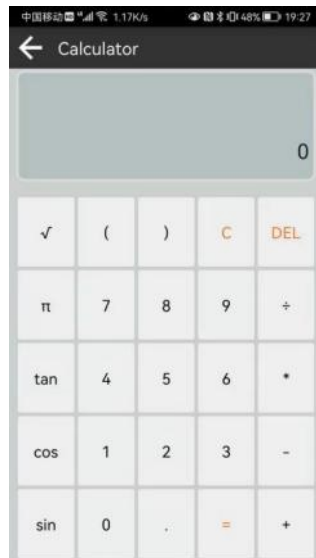 中国移动 1.17K/s 48% 19:27
Calculator
0
√ ( ) C DEL
π 7 8 9 ÷
tan 4 5 6 *
cos 1 2 3 -
sin 0 . = +